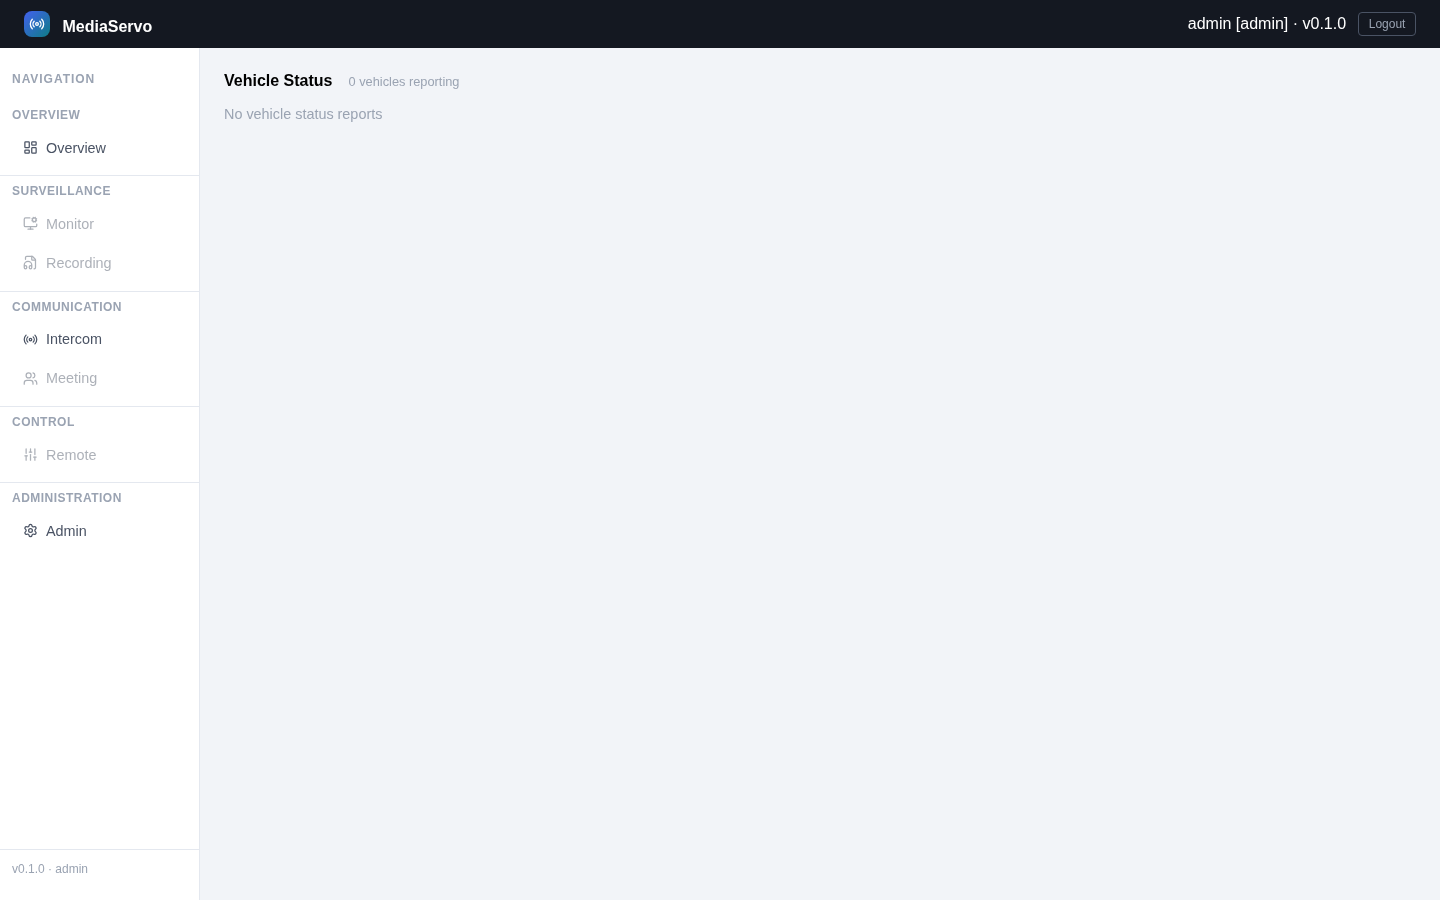 MediaServo
admin [admin] · v0.1.0
Logout
NAVIGATION
OVERVIEW
Overview
SURVEILLANCE
Monitor
Recording
COMMUNICATION
Intercom
Meeting
CONTROL
Remote
ADMINISTRATION
Admin
v0.1.0 · admin
Vehicle Status 0 vehicles reporting
No vehicle status reports